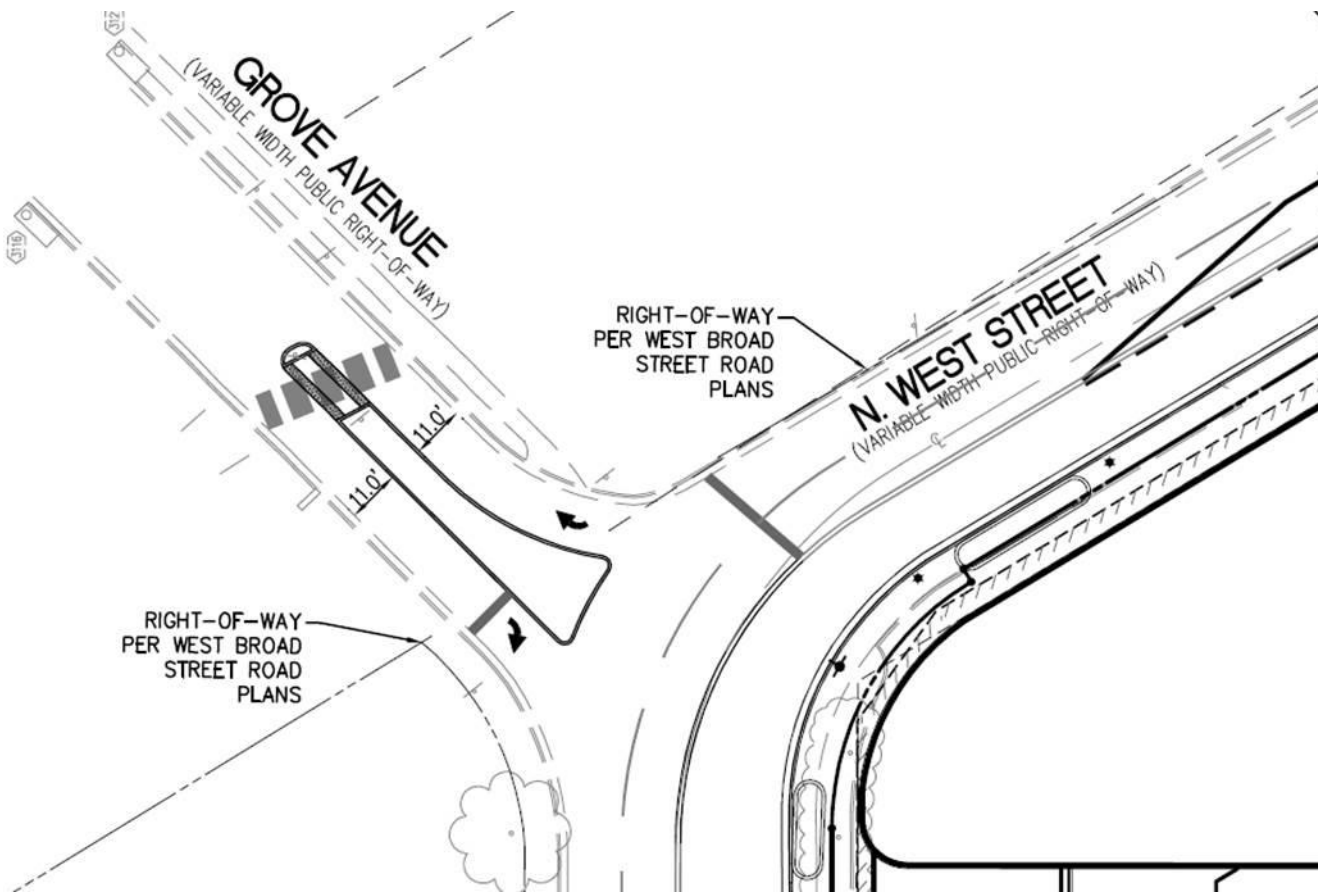 312
GROVE AVENUE
(VARIABLE WIDTH PUBLIC RIGHT-OF-WAY)
3116
RIGHT-OF-WAY
PER WEST BROAD
STREET ROAD
PLANS
N. WEST STREET
(VARIABLE WIDTH PUBLIC RIGHT-OF-WAY)
℄
11.0'
11.0'
RIGHT-OF-WAY
PER WEST BROAD
STREET ROAD
PLANS